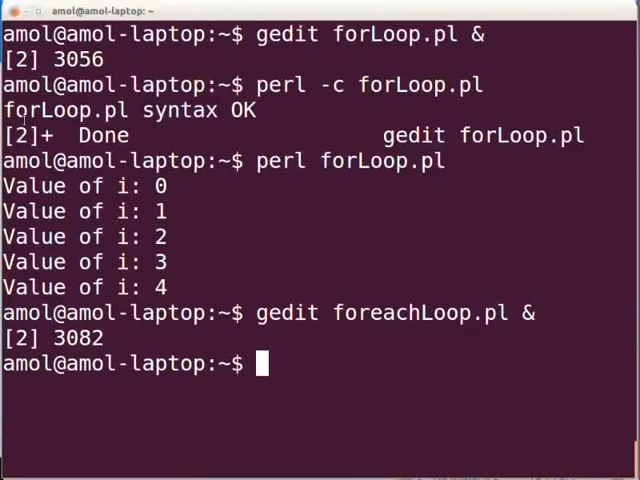 amol@amol-laptop: ~
amol@amol-laptop:~$ gedit forLoop.pl &
[2] 3056
amol@amol-laptop:~$ perl -c forLoop.pl
forLoop.pl syntax OK
[2]+  Done                    gedit forLoop.pl
amol@amol-laptop:~$ perl forLoop.pl
Value of i: 0
Value of i: 1
Value of i: 2
Value of i: 3
Value of i: 4
amol@amol-laptop:~$ gedit foreachLoop.pl &
[2] 3082
amol@amol-laptop:~$